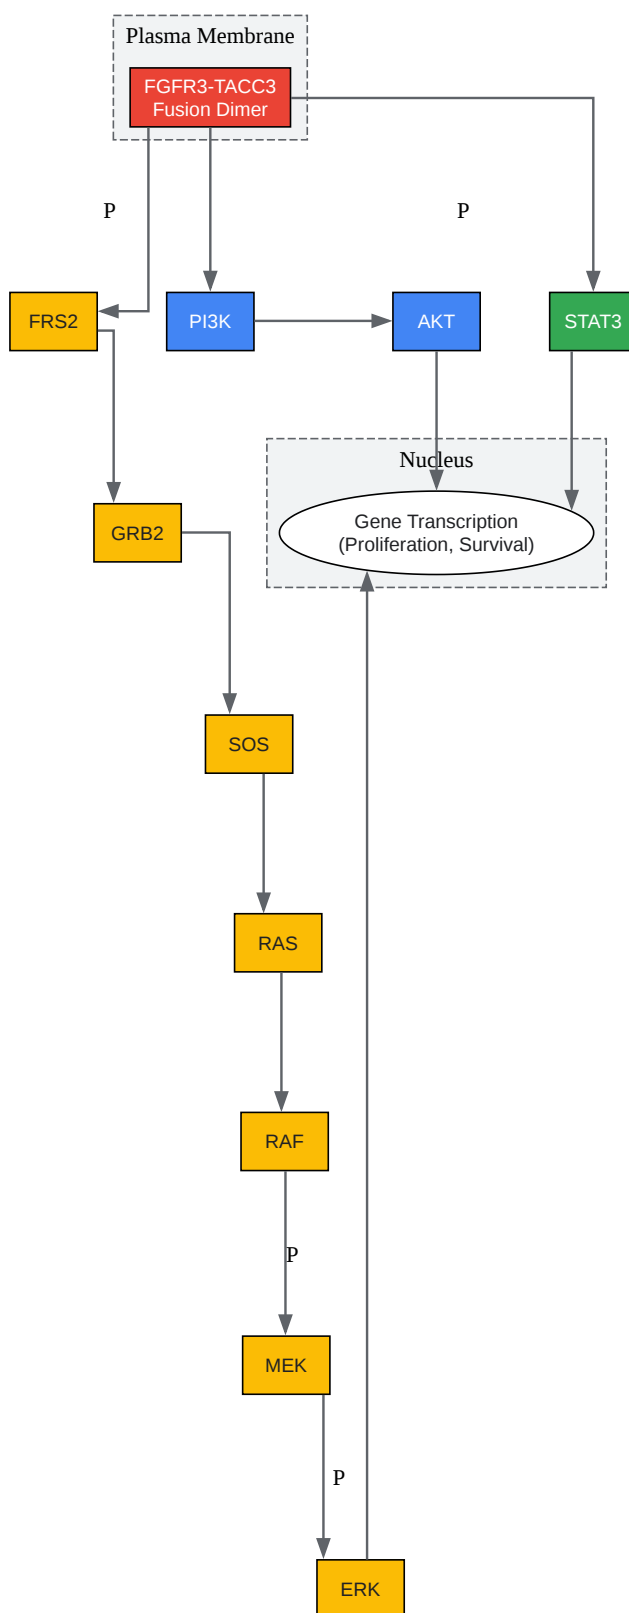 Plasma Membrane
FGFR3-TACC3
Fusion Dimer
P
P
FRS2
PI3K
AKT
STAT3
Nucleus
Gene Transcription
(Proliferation, Survival)
GRB2
SOS
RAS
RAF
P
MEK
P
ERK